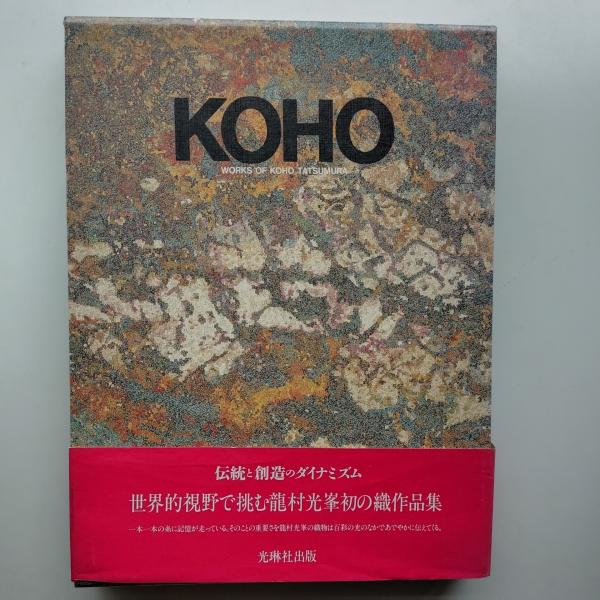 KOHO
WORKS OF KOHO TATSUMURA
伝統と創造のダイナミズム
世界的視野で挑む龍村光峯初の織作品集
一本一本の糸に記憶が走っている。そのことの重要さを龍村光峯の織物は百彩の光のなかであでやかに伝えてくる。
光琳社出版